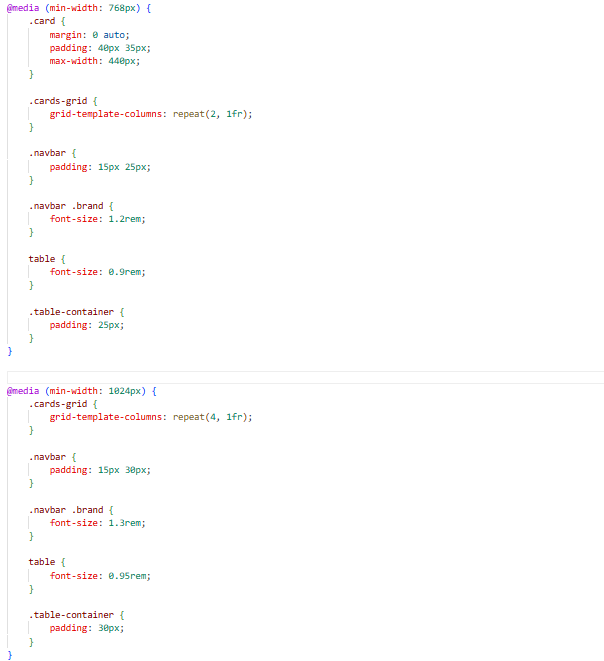 @media (min-width: 768px) {
    .card {
        margin: 0 auto;
        padding: 40px 35px;
        max-width: 440px;
    }

    .cards-grid {
        grid-template-columns: repeat(2, 1fr);
    }

    .navbar {
        padding: 15px 25px;
    }

    .navbar .brand {
        font-size: 1.2rem;
    }

    table {
        font-size: 0.9rem;
    }

    .table-container {
        padding: 25px;
    }
}

@media (min-width: 1024px) {
    .cards-grid {
        grid-template-columns: repeat(4, 1fr);
    }

    .navbar {
        padding: 15px 30px;
    }

    .navbar .brand {
        font-size: 1.3rem;
    }

    table {
        font-size: 0.95rem;
    }

    .table-container {
        padding: 30px;
    }
}